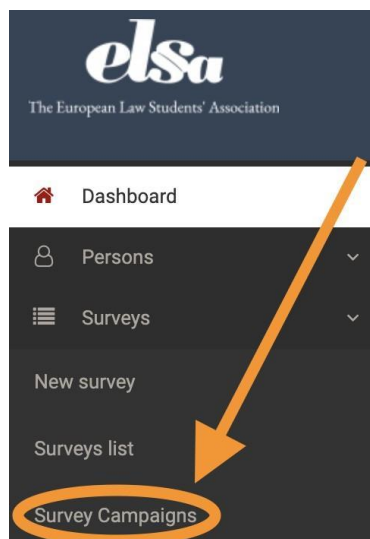 elsa
The European Law Students' Association
Dashboard
Persons
Surveys
New survey
Surveys list
Survey Campaigns